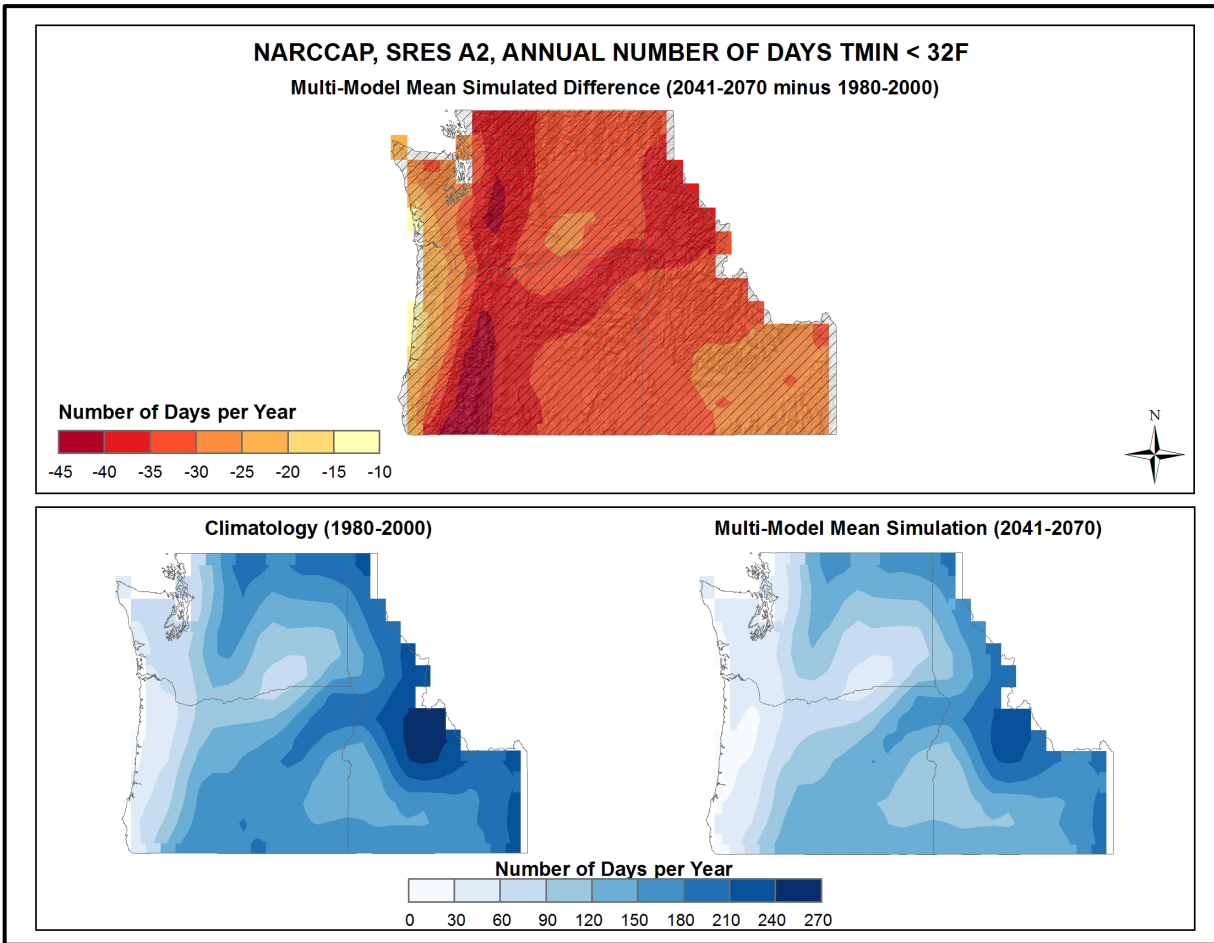 NARCCAP, SRES A2, ANNUAL NUMBER OF DAYS TMIN < 32F
Multi-Model Mean Simulated Difference (2041-2070 minus 1980-2000)
Number of Days per Year
-45 -40 -35 -30 -25 -20 -15 -10
N
Climatology (1980-2000)
Multi-Model Mean Simulation (2041-2070)
Number of Days per Year
0 30 60 90 120 150 180 210 240 270